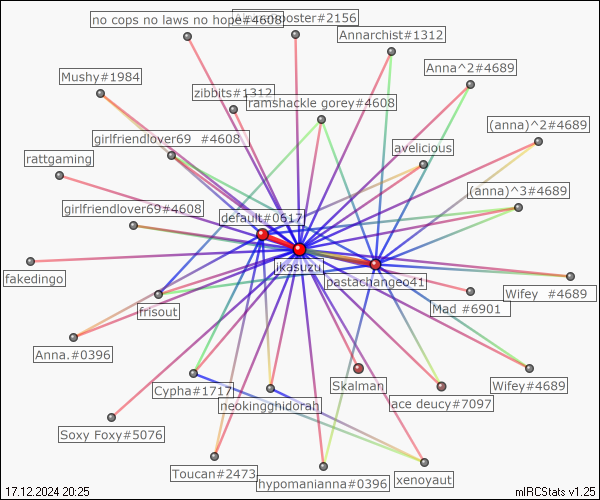 no cops no laws no hope#4608
poster#2156
Annarchist#1312
Anna^2#4689
Mushy#1984
zibbits#1312
ramshackle gorey#4608
(anna)^2#4689
girlfriendlover69 #4608
avelicious
rattgaming
(anna)^3#4689
girlfriendlover69#4608
default#0617
ikasuzu
fakedingo
pastachangeo41
Wifey #4689
frisout
Mad #6901
Anna.#0396
Cypha#1717
Skalman
Wifey#4689
neokingghidorah
ace deucy#7097
Soxy Foxy#5076
Toucan#2473
hypomanianna#0396
xenoyaut
17.12.2024 20:25
mIRCStats v1.25